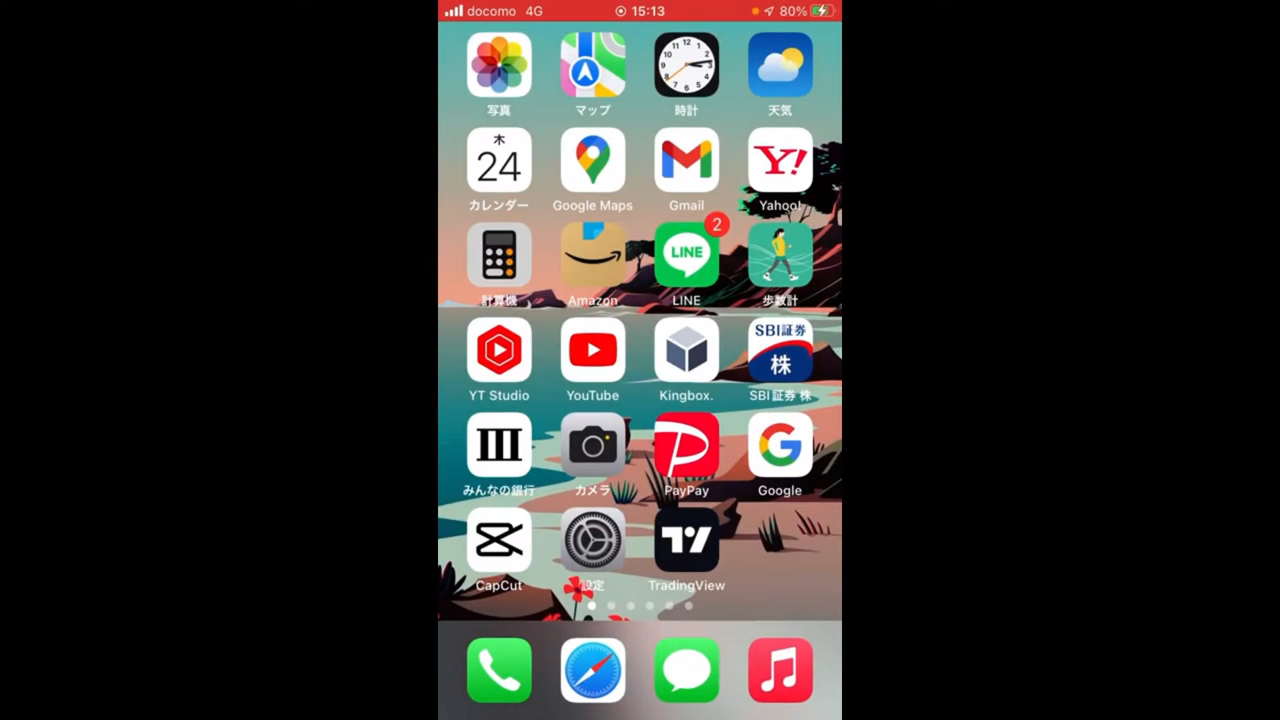 docomo 4G 15:13 80%
写真 マップ 時計 天気
木
24
カレンダー Google Maps Gmail Yahoo!
2
LINE
計算機 Amazon LINE 歩数計
SBI証券
株
YT Studio YouTube Kingbox. SBI証券 株
みんなの銀行 カメラ PayPay Google
CapCut 設定 TradingView